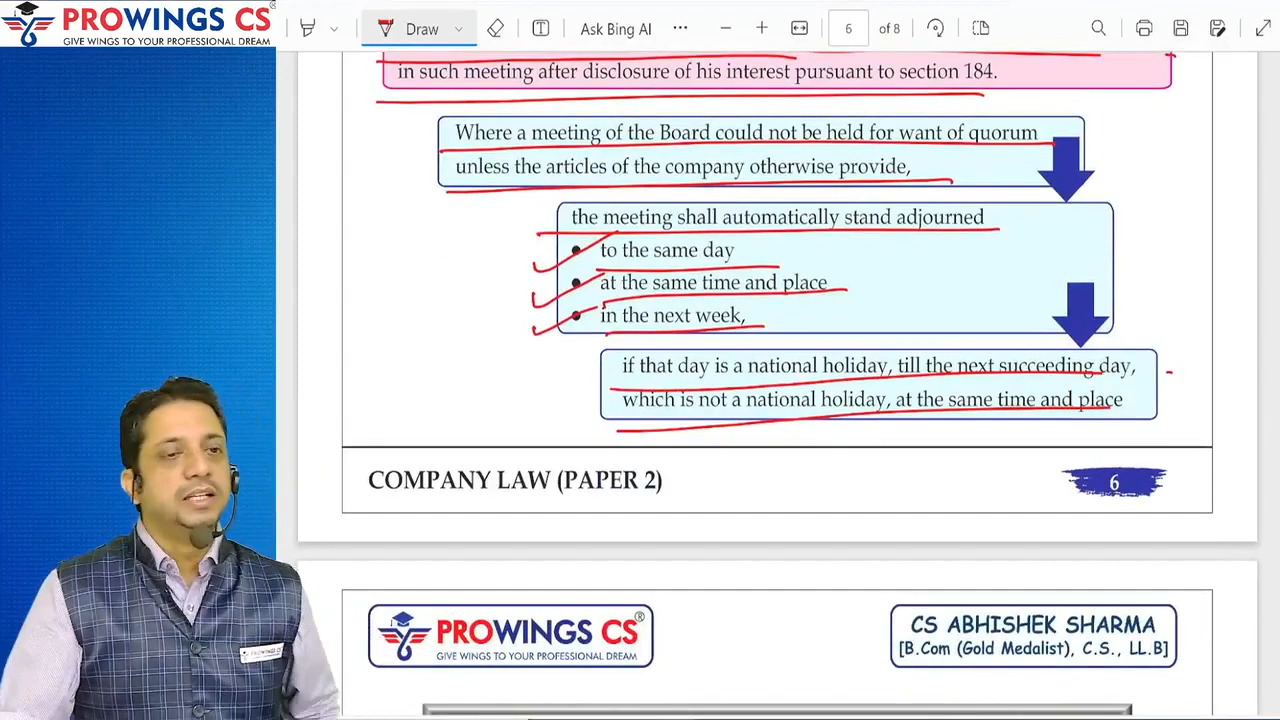 PROWINGS CS®
GIVE WINGS TO YOUR PROFESSIONAL DREAM
Draw
Ask Bing AI
6
of 8
in such meeting after disclosure of his interest pursuant to section 184.
Where a meeting of the Board could not be held for want of quorum
unless the articles of the company otherwise provide,
the meeting shall automatically stand adjourned
• to the same day
• at the same time and place
• in the next week,
if that day is a national holiday, till the next succeeding day,
which is not a national holiday, at the same time and place
COMPANY LAW (PAPER 2)
6
PROWINGS CS®
GIVE WINGS TO YOUR PROFESSIONAL DREAM
CS ABHISHEK SHARMA
[B.Com (Gold Medalist), C.S., LL.B]
PROWINGS CS